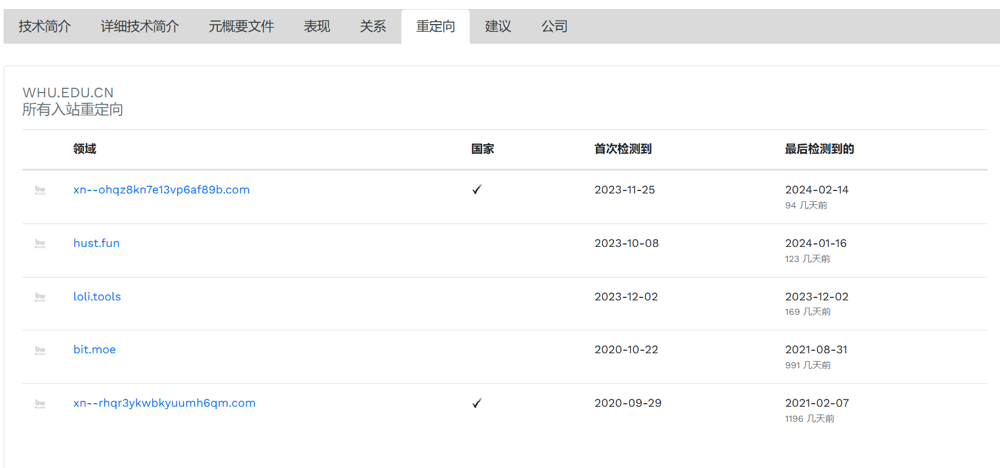 技术简介 详细技术简介 元概要文件 表现 关系 重定向 建议 公司
WHU.EDU.CN
所有入站重定向
领域 国家 首次检测到 最后检测到的
xn--ohqz8kn7e13vp6af89b.com ✓ 2023-11-25 2024-02-14
94 几天前
hust.fun 2023-10-08 2024-01-16
123 几天前
loli.tools 2023-12-02 2023-12-02
169 几天前
bit.moe 2020-10-22 2021-08-31
991 几天前
xn--rhqr3ykwbkyuumh6qm.com ✓ 2020-09-29 2021-02-07
1196 几天前